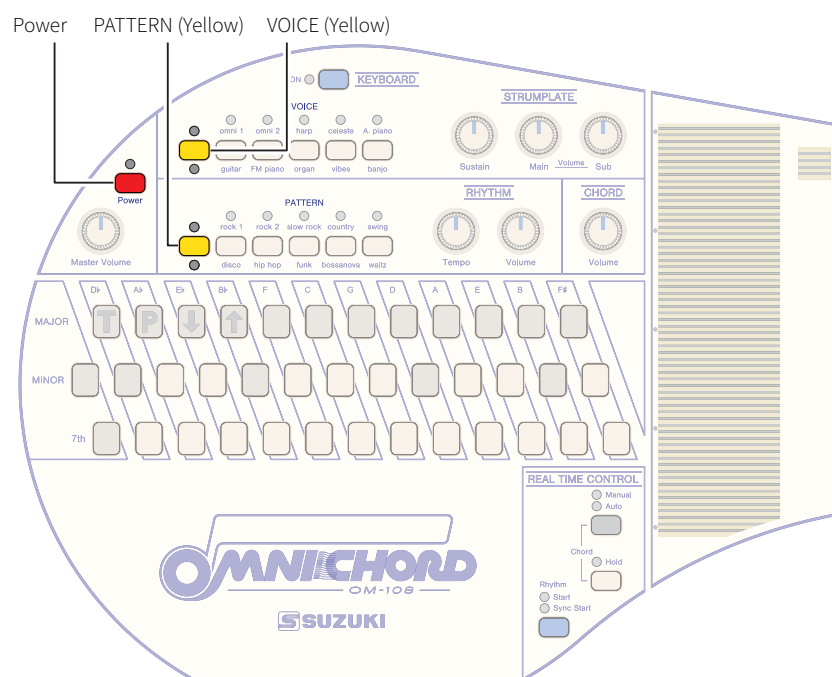 Power PATTERN (Yellow) VOICE (Yellow)
ON KEYBOARD
VOICE
omni 1 omni 2 harp celeste A. piano
guitar FM piano organ vibes banjo
STRUMPLATE
Sustain Main Volume Sub
Power
Master Volume
PATTERN
rock 1 rock 2 slow rock country swing
disco hip hop funk bossanova waltz
RHYTHM
Tempo Volume
CHORD
Volume
D♭ A♭ E♭ B♭ F C G D A E B F#
MAJOR T P ↓ ↑
MINOR
7th
REAL TIME CONTROL
Manual
Auto
Chord
Hold
Rhythm
Start
Sync Start
OMNICHORD
OM-108
SUZUKI